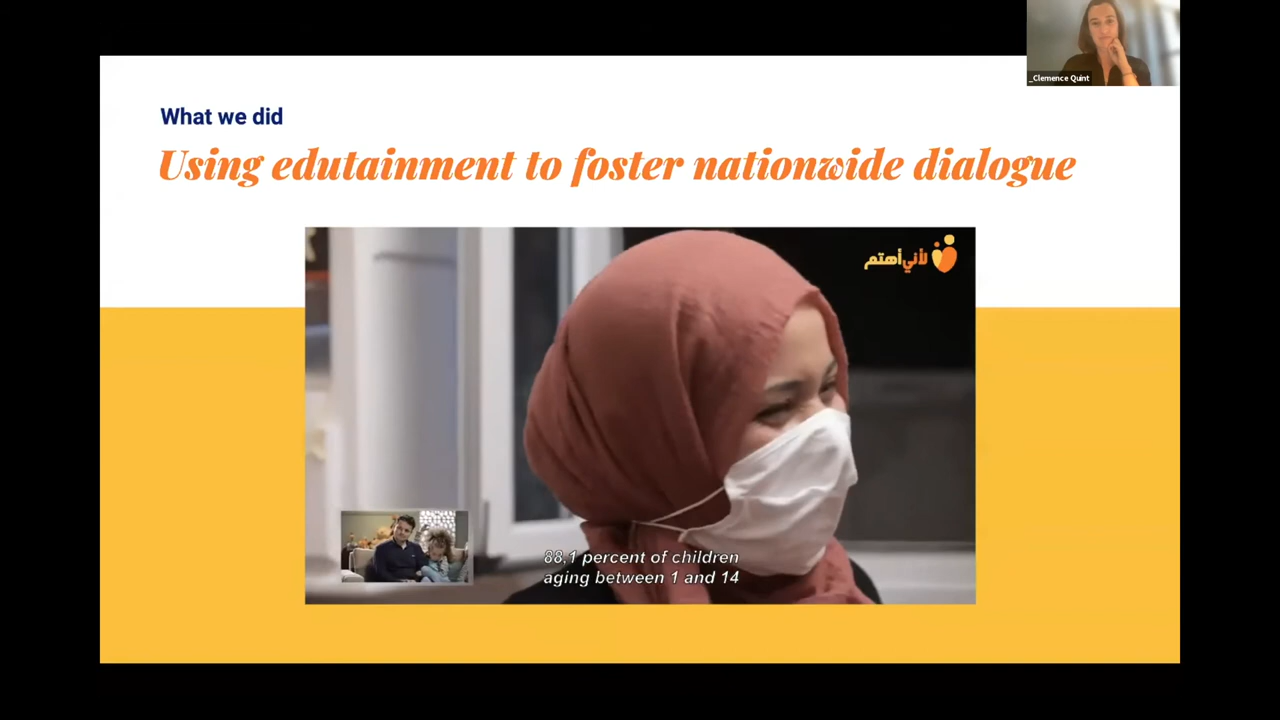 _Clemence Quint
What we did
Using edutainment to foster nationwide dialogue
لأني أهتم
88,1 percent of children
aging between 1 and 14